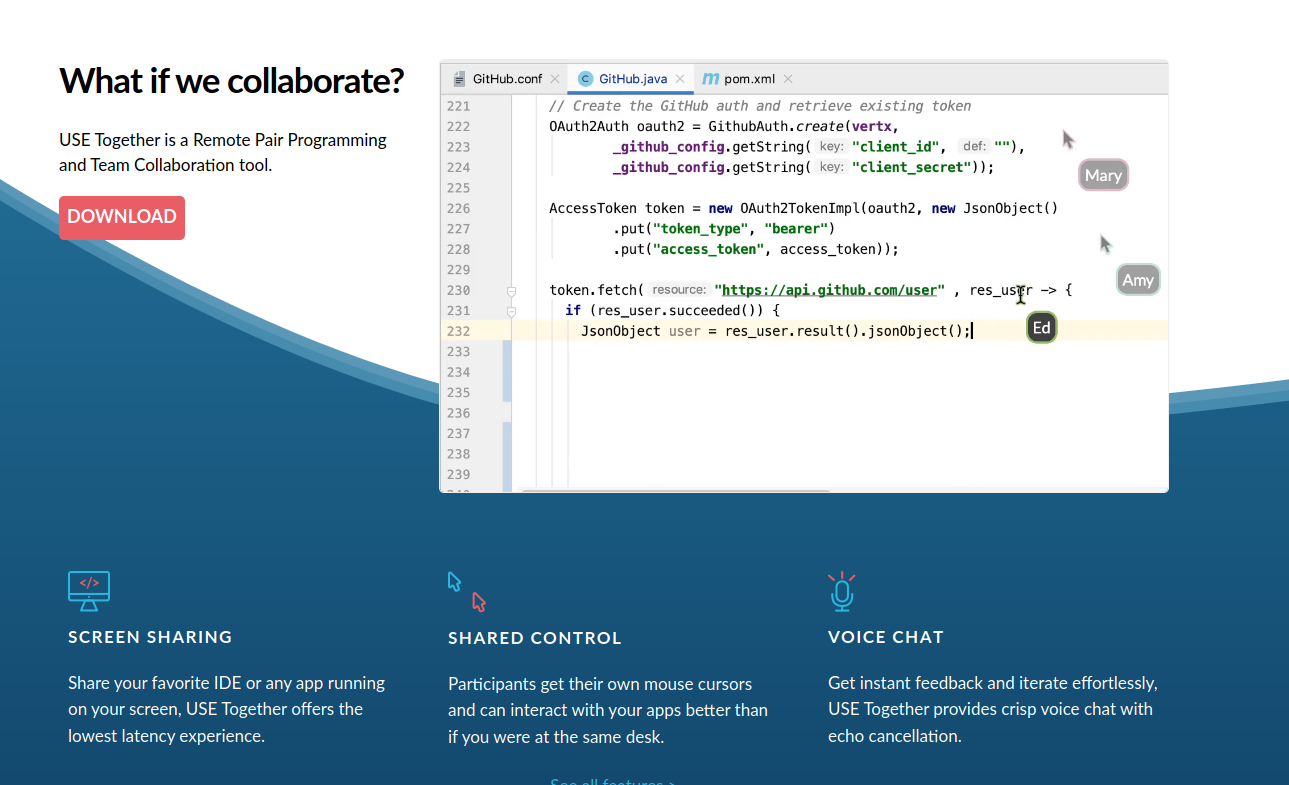 What if we collaborate?
USE Together is a Remote Pair Programming
and Team Collaboration tool.
DOWNLOAD
GitHub.conf
GitHub.java
m pom.xml
221 // Create the GitHub auth and retrieve existing token
222 OAuth2Auth oauth2 = GithubAuth.create(vertx,
223 _github_config.getString( key: "client_id", def: ""),
224 _github_config.getString( key: "client_secret"));
225
226 AccessToken token = new OAuth2TokenImpl(oauth2, new JsonObject()
227 .put("token_type", "bearer")
228 .put("access_token", access_token));
229
230 token.fetch( resource: "https://api.github.com/user" , res_user -> {
231 if (res_user.succeeded()) {
232 JsonObject user = res_user.result().jsonObject();
233
234
235
236
237
238
239
Mary
Amy
Ed
</>
SCREEN SHARING
Share your favorite IDE or any app running
on your screen, USE Together offers the
lowest latency experience.
SHARED CONTROL
Participants get their own mouse cursors
and can interact with your apps better than
if you were at the same desk.
VOICE CHAT
Get instant feedback and iterate effortlessly,
USE Together provides crisp voice chat with
echo cancellation.
See all features >